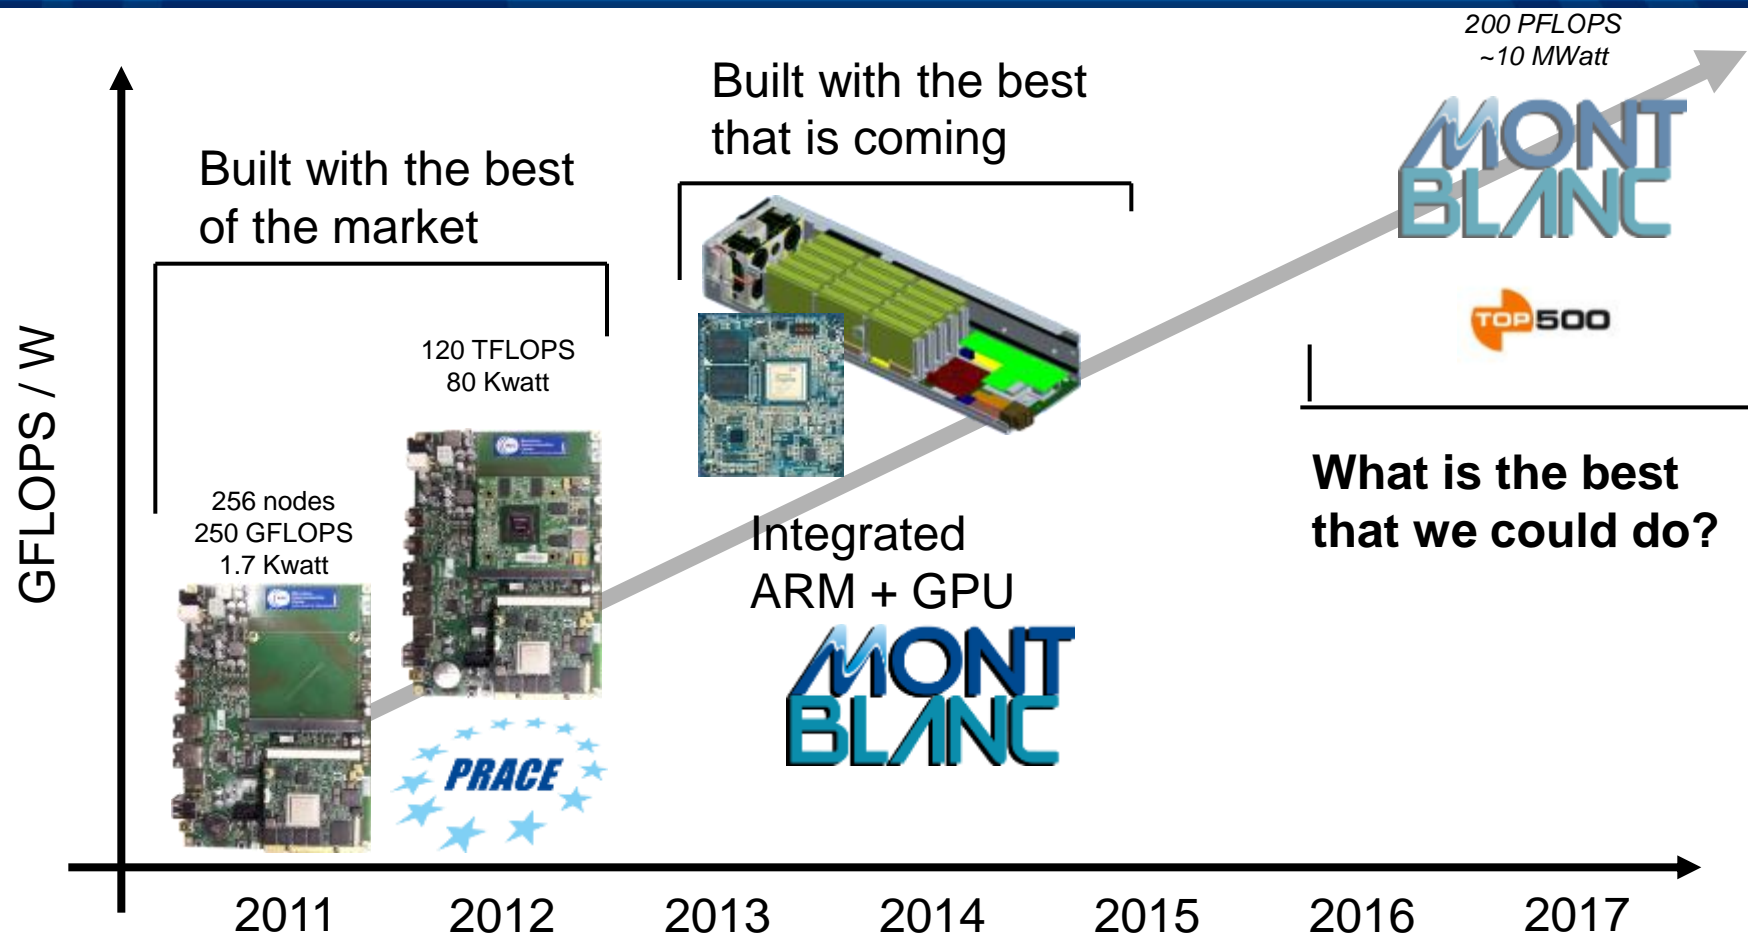 200 PFLOPS
~10 MWatt
Built with the best
that is coming
MONT
BLANC
Built with the best
of the market
TOP500
GFLOPS / W
120 TFLOPS
80 Kwatt
What is the best
that we could do?
256 nodes
250 GFLOPS
1.7 Kwatt
Integrated
ARM + GPU
MONT
BLANC
PRACE
2011
2012
2013
2014
2015
2016
2017